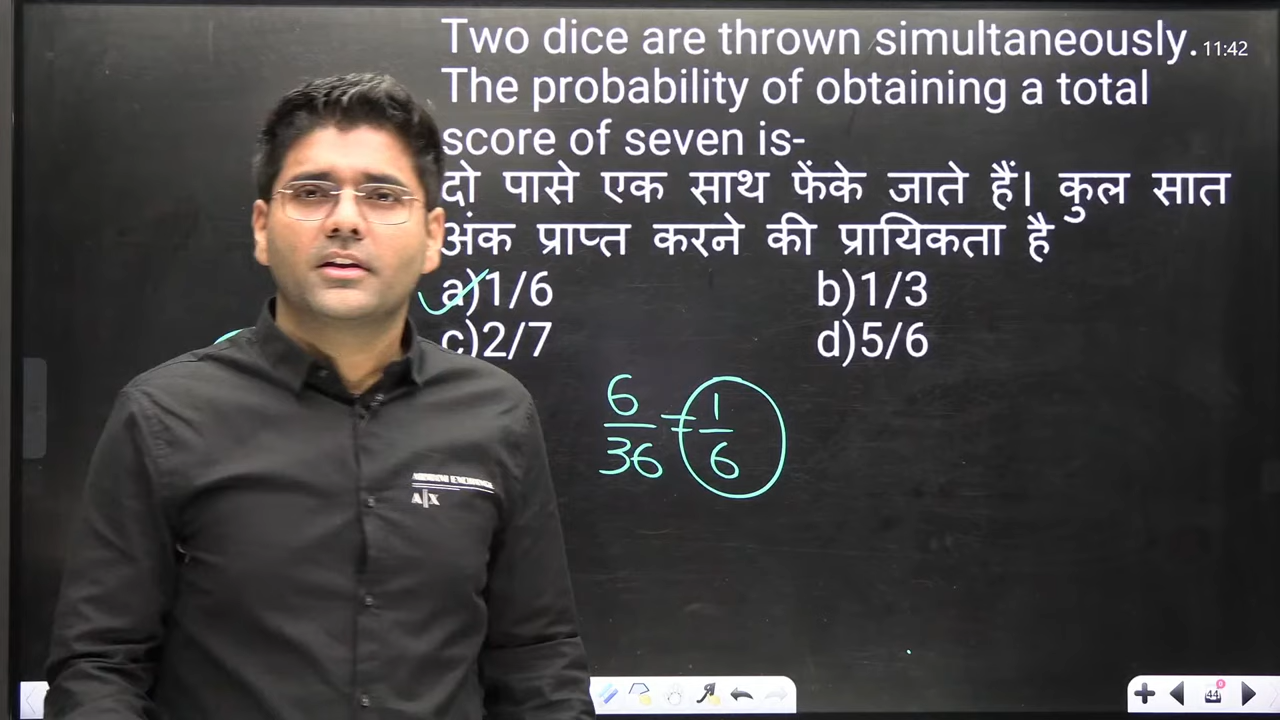 Two dice are thrown simultaneously. 11:42
The probability of obtaining a total
score of seven is-
दो पासे एक साथ फेंके जाते हैं। कुल सात
अंक प्राप्त करने की प्रायिकता है
a)1/6 b)1/3
c)2/7 d)5/6
6/36 = 1/6
A|X
44